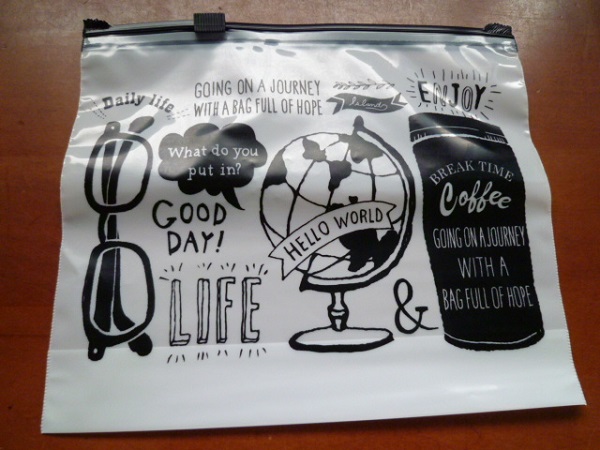 Daily life
GOING ON A JOURNEY
WITH A BAG FULL OF HOPE
ENJOY
What do you
put in?
GOOD
DAY!
LIFE
HELLO WORLD
&
BREAK TIME
Coffee
GOING ON A JOURNEY
WITH A
BAG FULL OF HOPE